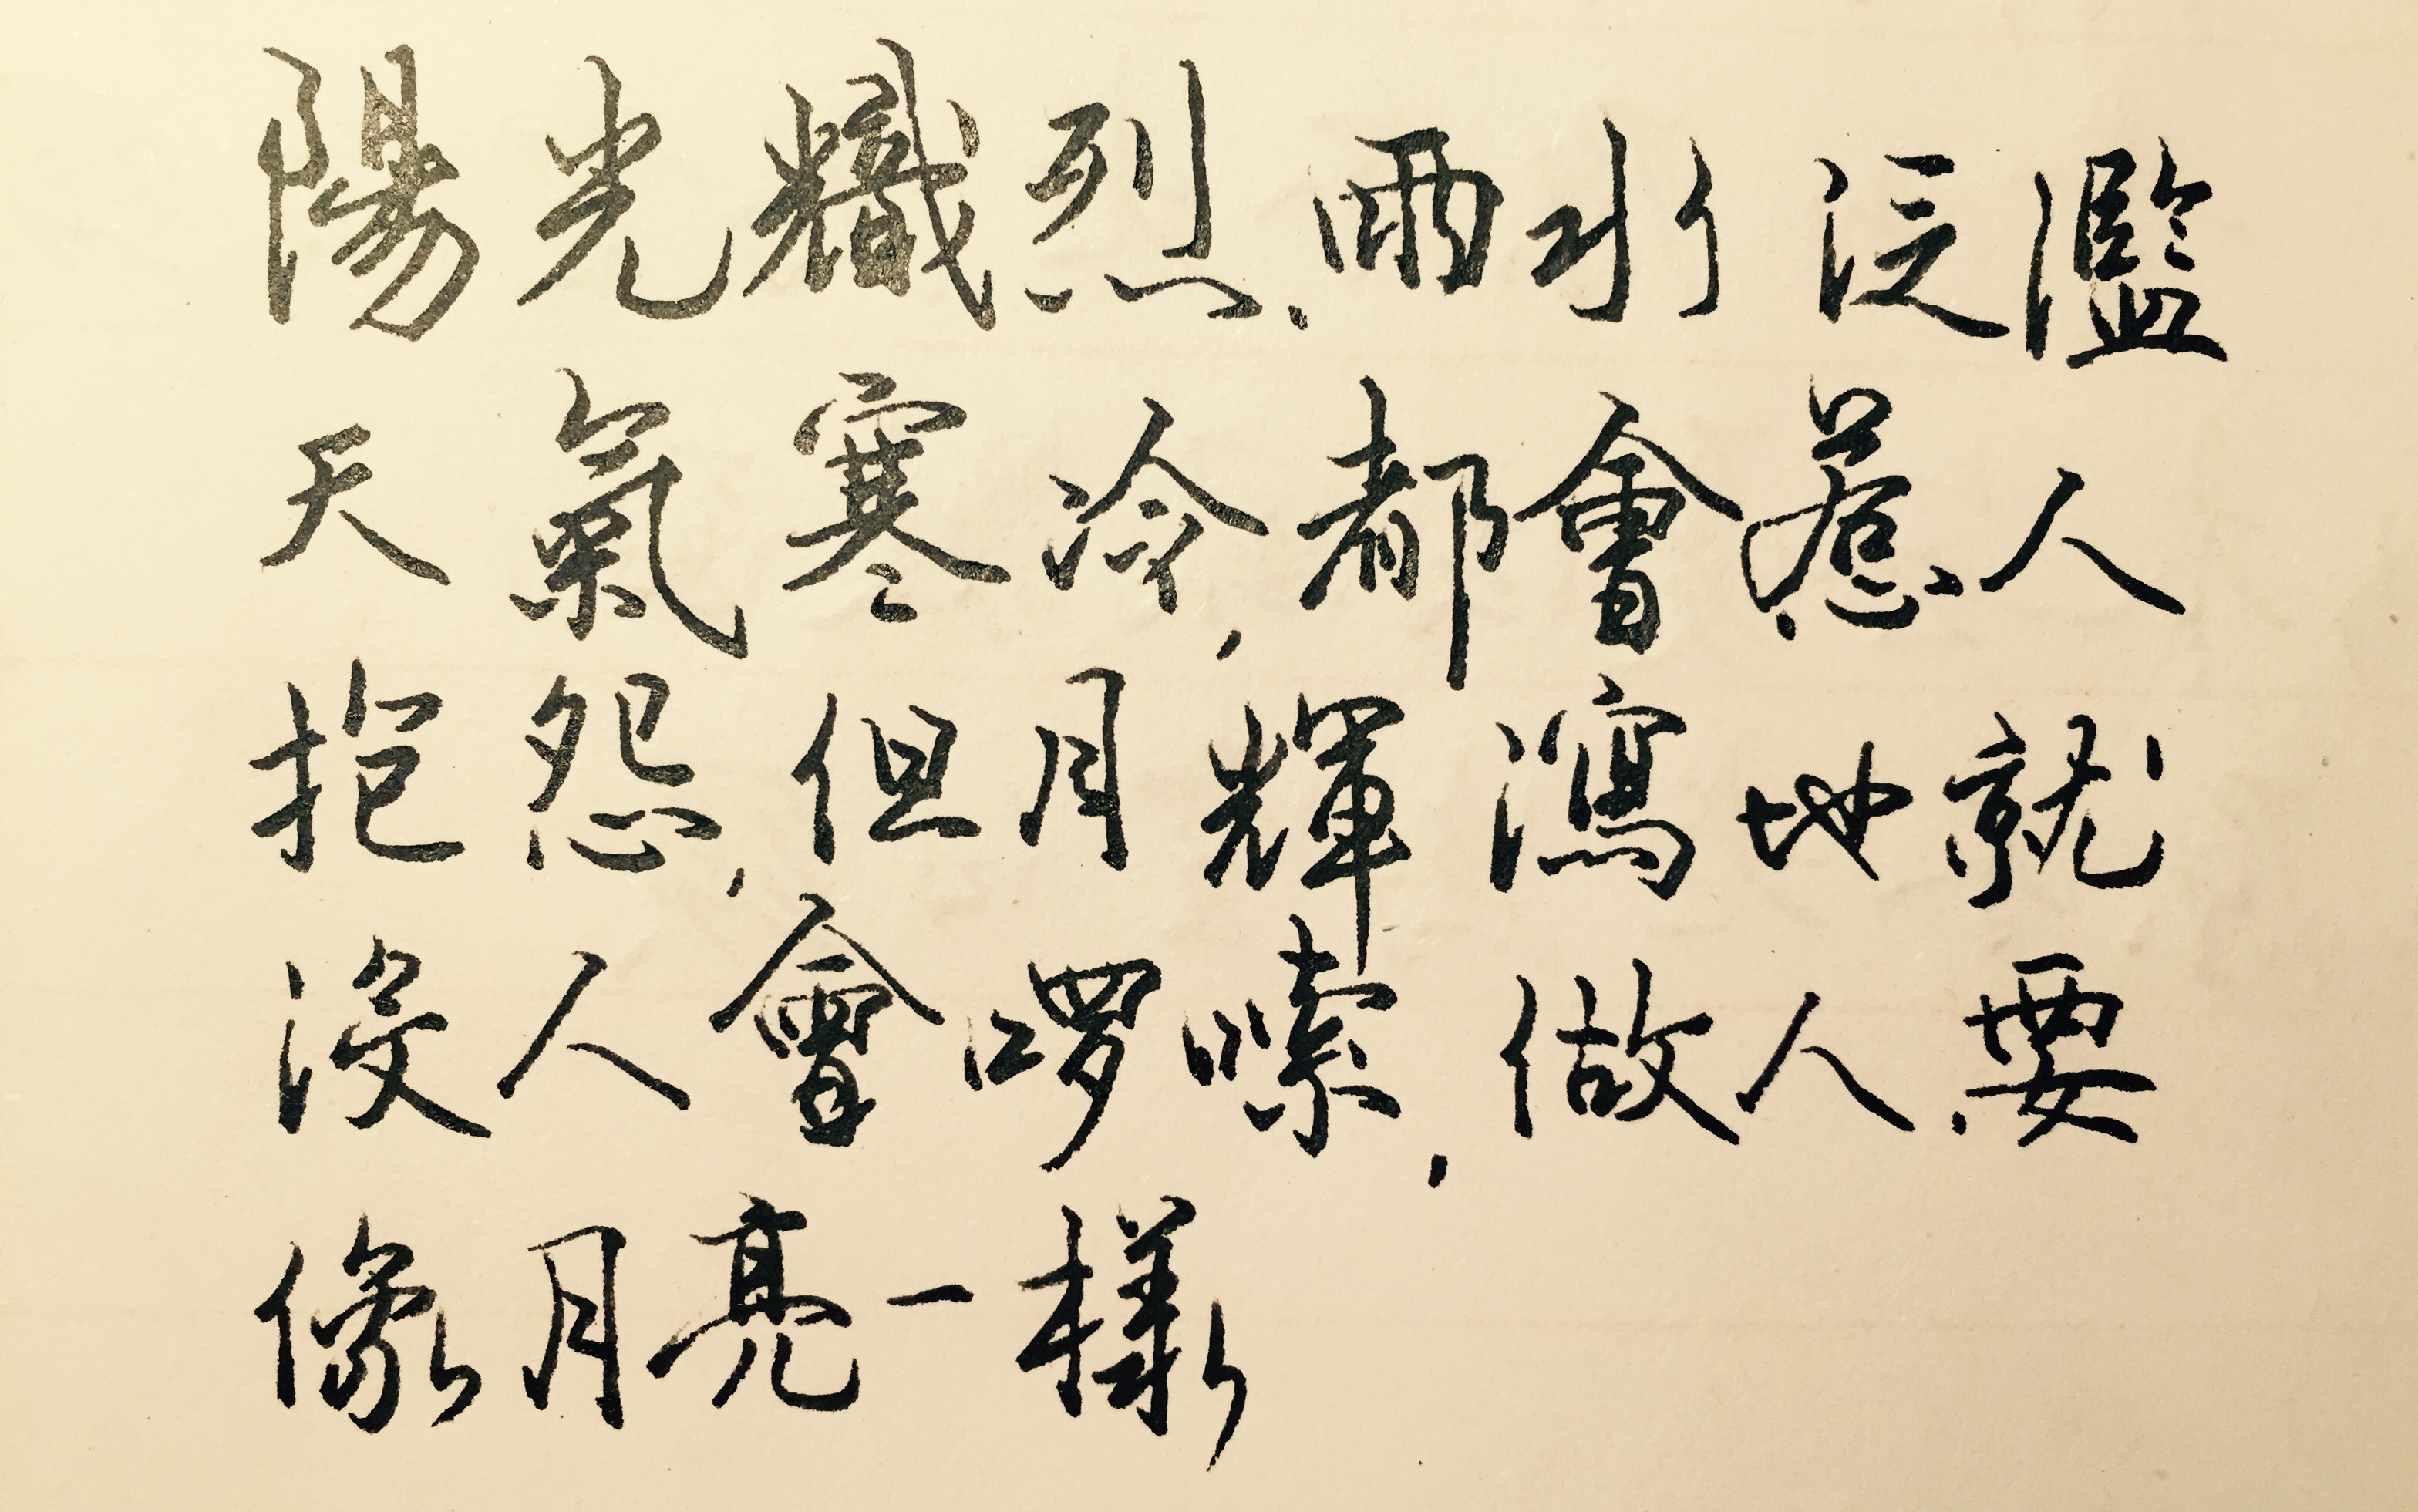 陽光熾烈、雨水泛濫
天氣寒冷，都會惹人
抱怨，但月輝瀉地就
沒人會啰嗦，做人要
像月亮一樣